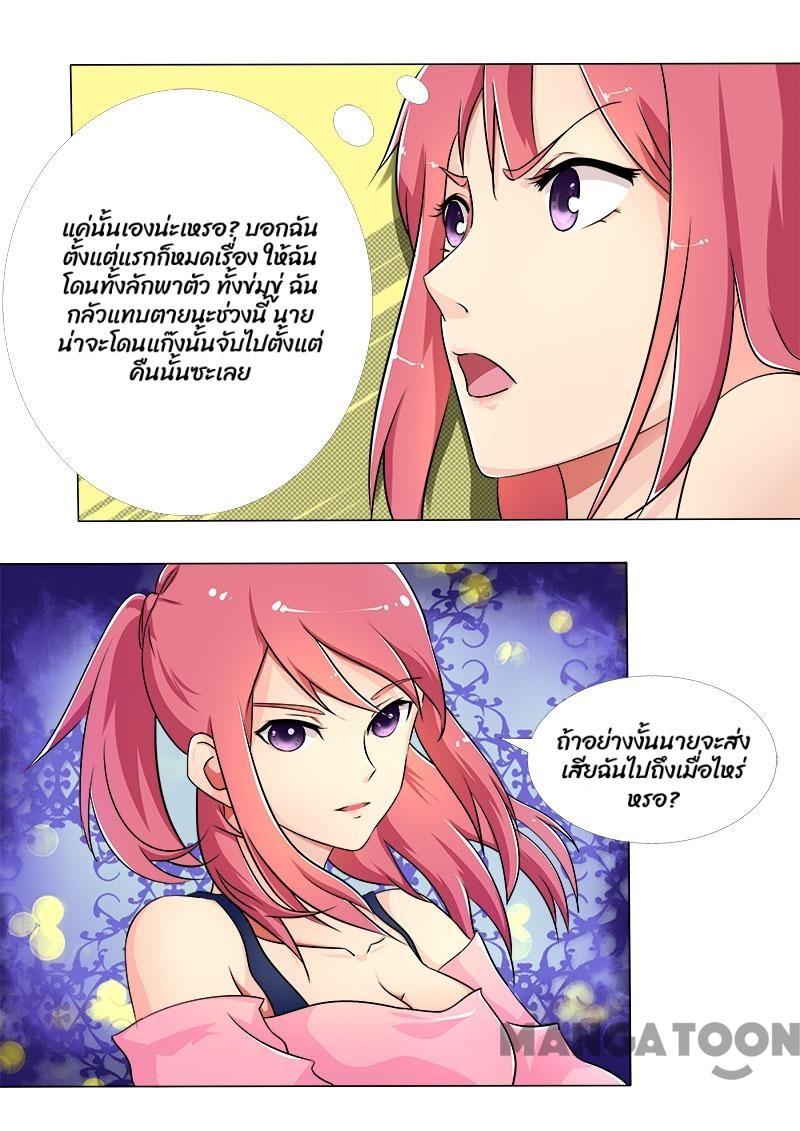 แค่นั้นเองน่ะเหรอ? บอกฉัน
ตั้งแต่แรกก็หมดเรื่อง ให้ฉัน
โดนทั้งลักพาตัว ทั้งข่มขู่ ฉัน
กลัวแทบตายนะช่วงนี้ นาย
น่าจะโดนแก๊งนั้นจับไปตั้งแต่
คืนนั้นซะเลย
ถ้าอย่างงั้นนายจะส่ง
เสียฉันไปถึงเมื่อไหร่
หรอ?
MANGATOON